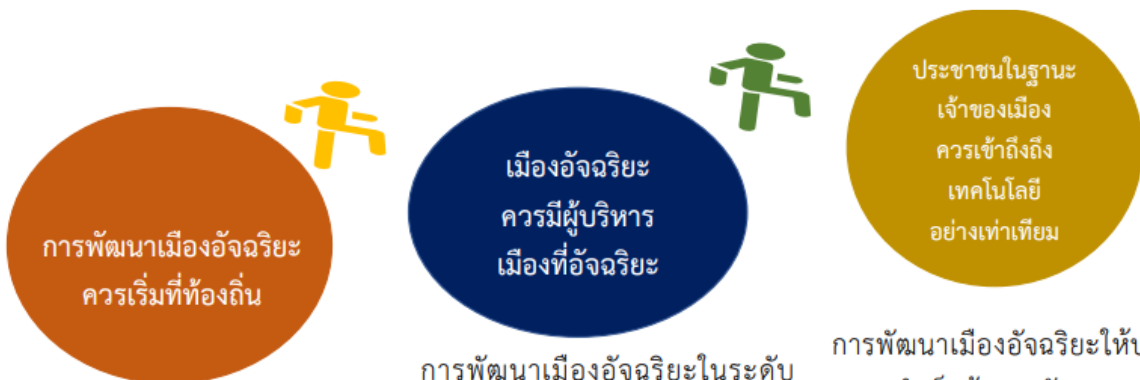 การพัฒนาเมืองอัจฉริยะ
ควรเริ่มที่ท้องถิ่น
เมืองอัจฉริยะ
ควรมีผู้บริหาร
เมืองที่อัจฉริยะ
ประชาชนในฐานะ
เจ้าของเมือง
ควรเข้าถึงถึง
เทคโนโลยี
อย่างเท่าเทียม
การพัฒนาเมืองอัจฉริยะในระดับ
การพัฒนาเมืองอัจฉริยะให้